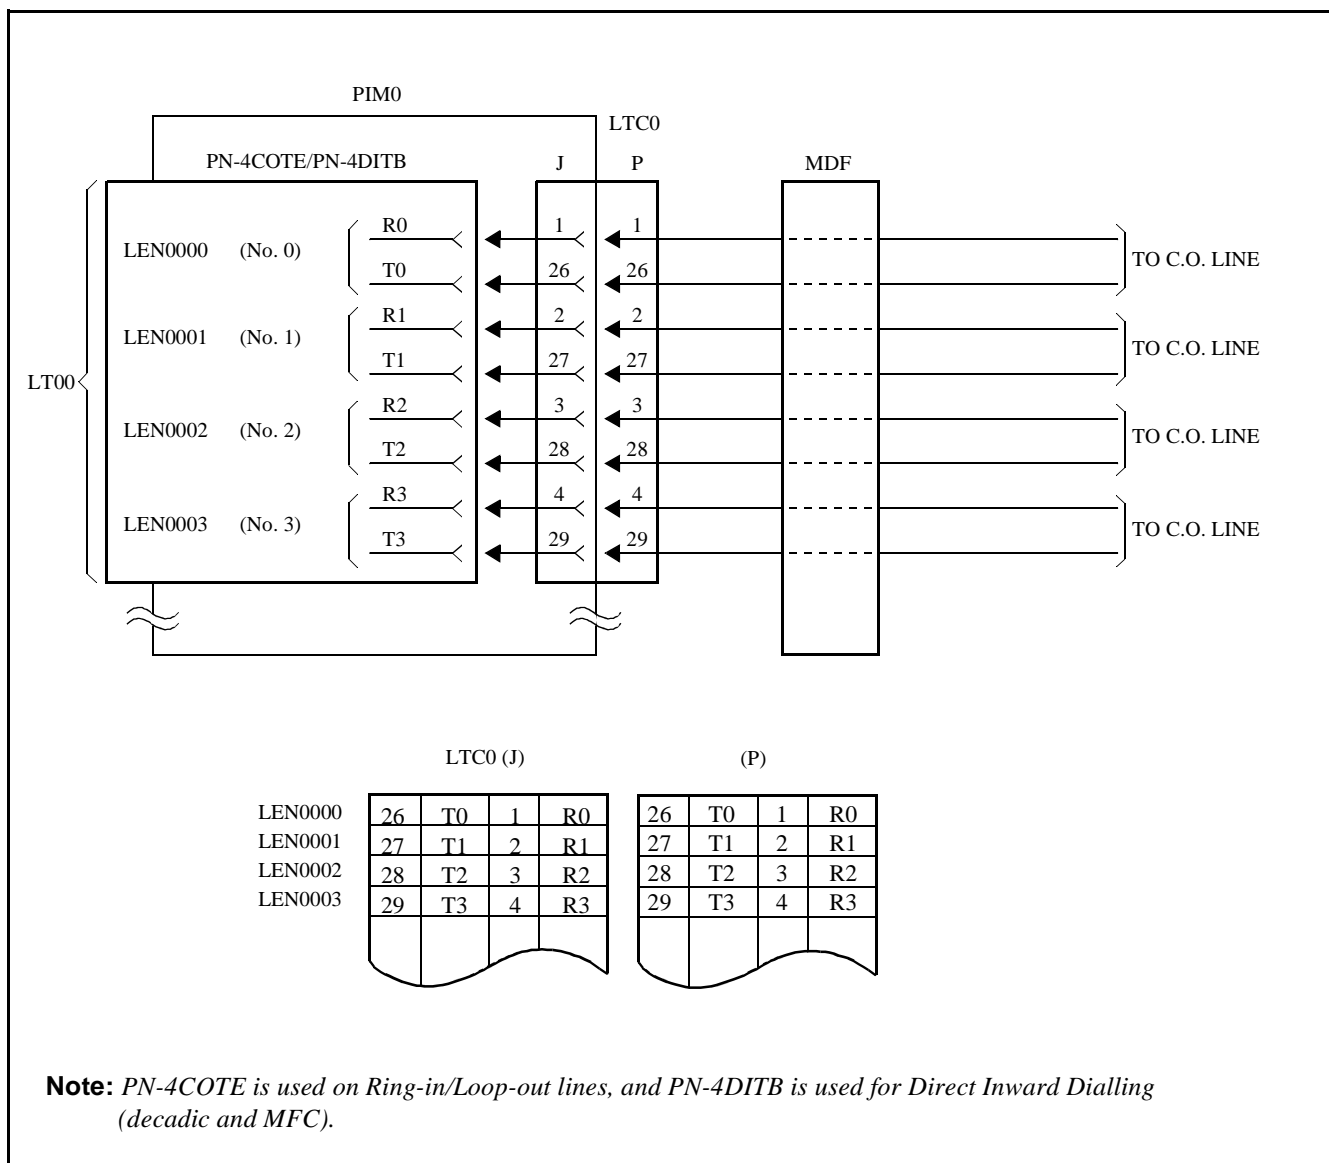 PIM0
LTC0
PN-4COTE/PN-4DITB J P MDF
R0 1 1
LEN0000 (No. 0) TO C.O. LINE
T0 26 26
R1 2 2
LEN0001 (No. 1) TO C.O. LINE
T1 27 27
LT00
R2 3 3
LEN0002 (No. 2) TO C.O. LINE
T2 28 28
R3 4 4
LEN0003 (No. 3) TO C.O. LINE
T3 29 29
LTC0 (J) (P)
LEN0000 26 T0 1 R0 26 T0 1 R0
LEN0001 27 T1 2 R1 27 T1 2 R1
LEN0002 28 T2 3 R2 28 T2 3 R2
LEN0003 29 T3 4 R3 29 T3 4 R3
Note: PN-4COTE is used on Ring-in/Loop-out lines, and PN-4DITB is used for Direct Inward Dialling
(decadic and MFC).